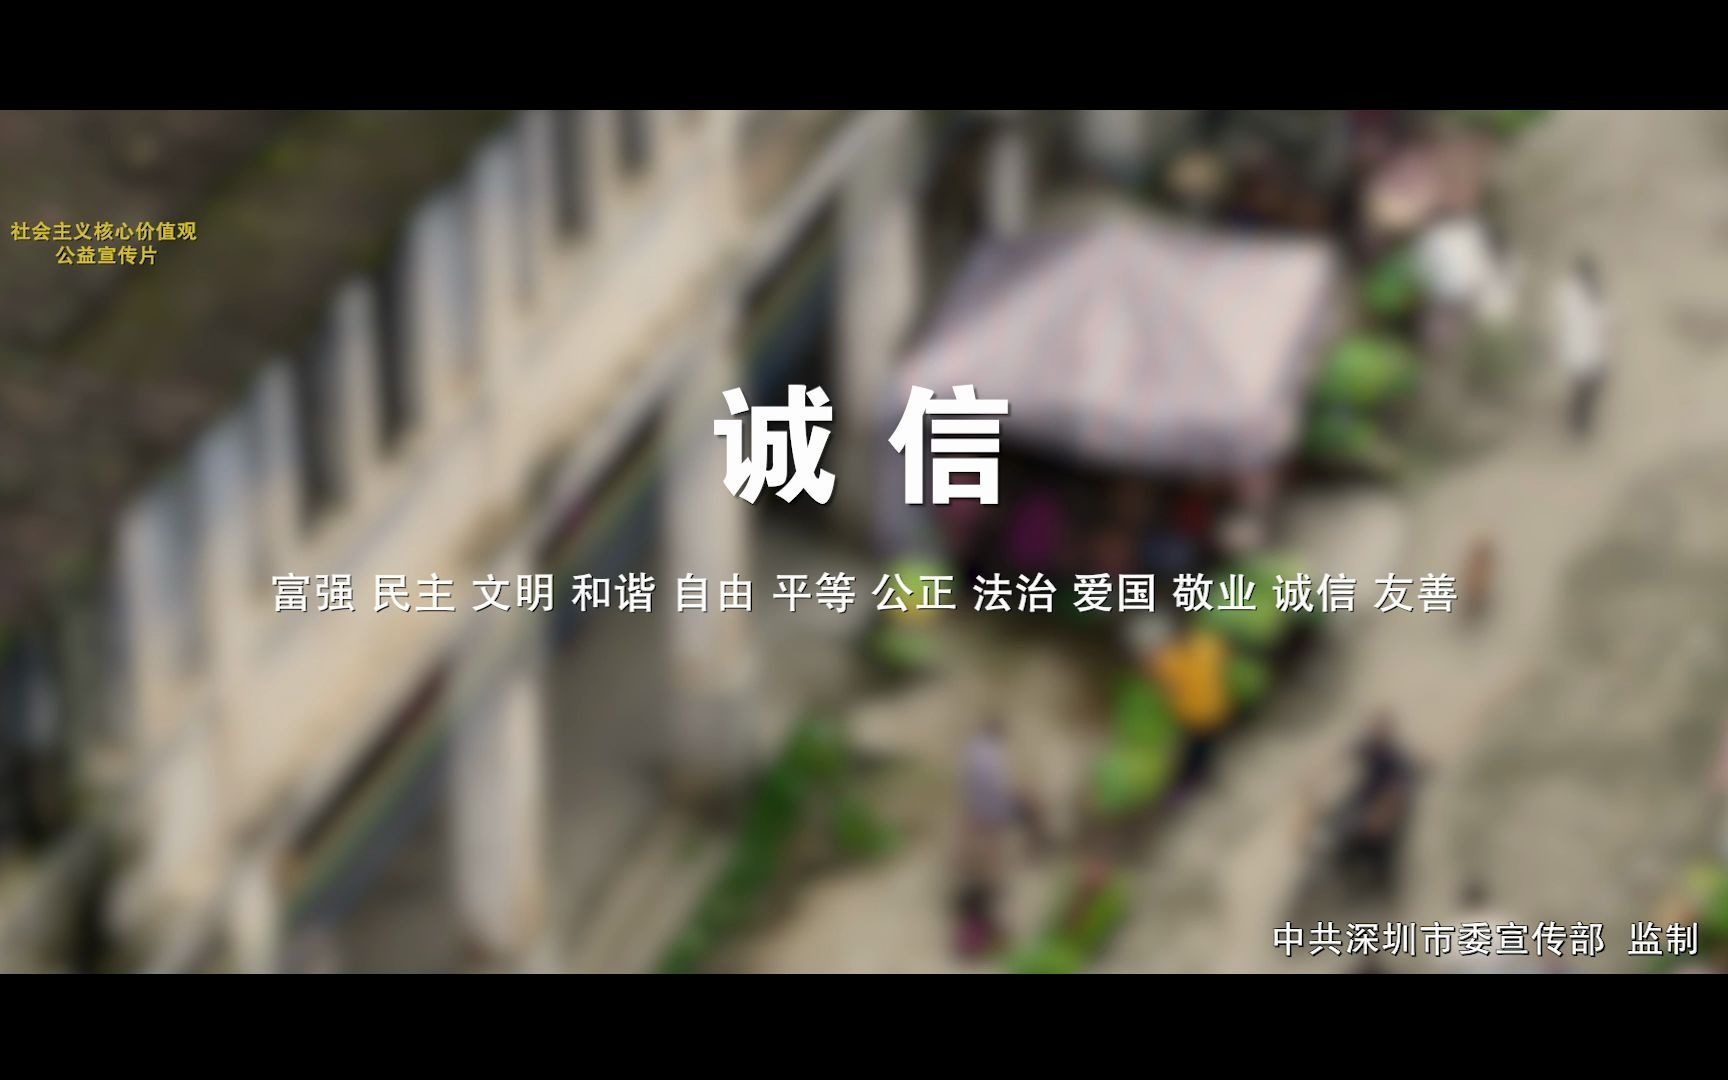 社会主义核心价值观
公益宣传片
诚信
富强 民主 文明 和谐 自由 平等 公正 法治 爱国 敬业 诚信 友善
中共深圳市委宣传部 监制